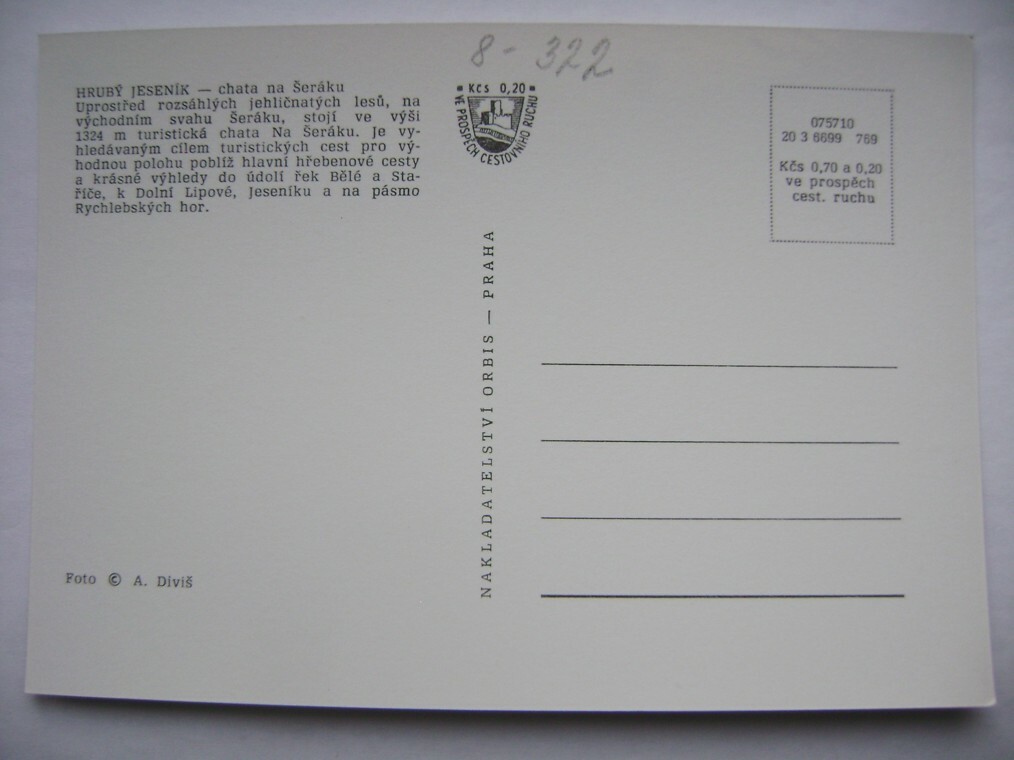 8 - 322
HRUBÝ JESENÍK — chata na Šeráku
Uprostřed rozsáhlých jehličnatých lesů, na
východním svahu Šeráku, stojí ve výši
1324 m turistická chata Na Šeráku. Je vy-
hledávaným cílem turistických cest pro vý-
hodnou polohu poblíž hlavní hřebenové cesty
a krásné výhledy do údolí řek Bělé a Sta-
říče, k Dolní Lipové, Jeseníku a na pásmo
Rychlebských hor.
Foto © A. Diviš
Kčs 0,20
VE PROSPĚCH CESTOVNÍHO RUCHU
NAKLADATELSTVÍ ORBIS — PRAHA
075710
20 3 6699 769
Kčs 0,70 a 0,20
ve prospěch
cest. ruchu